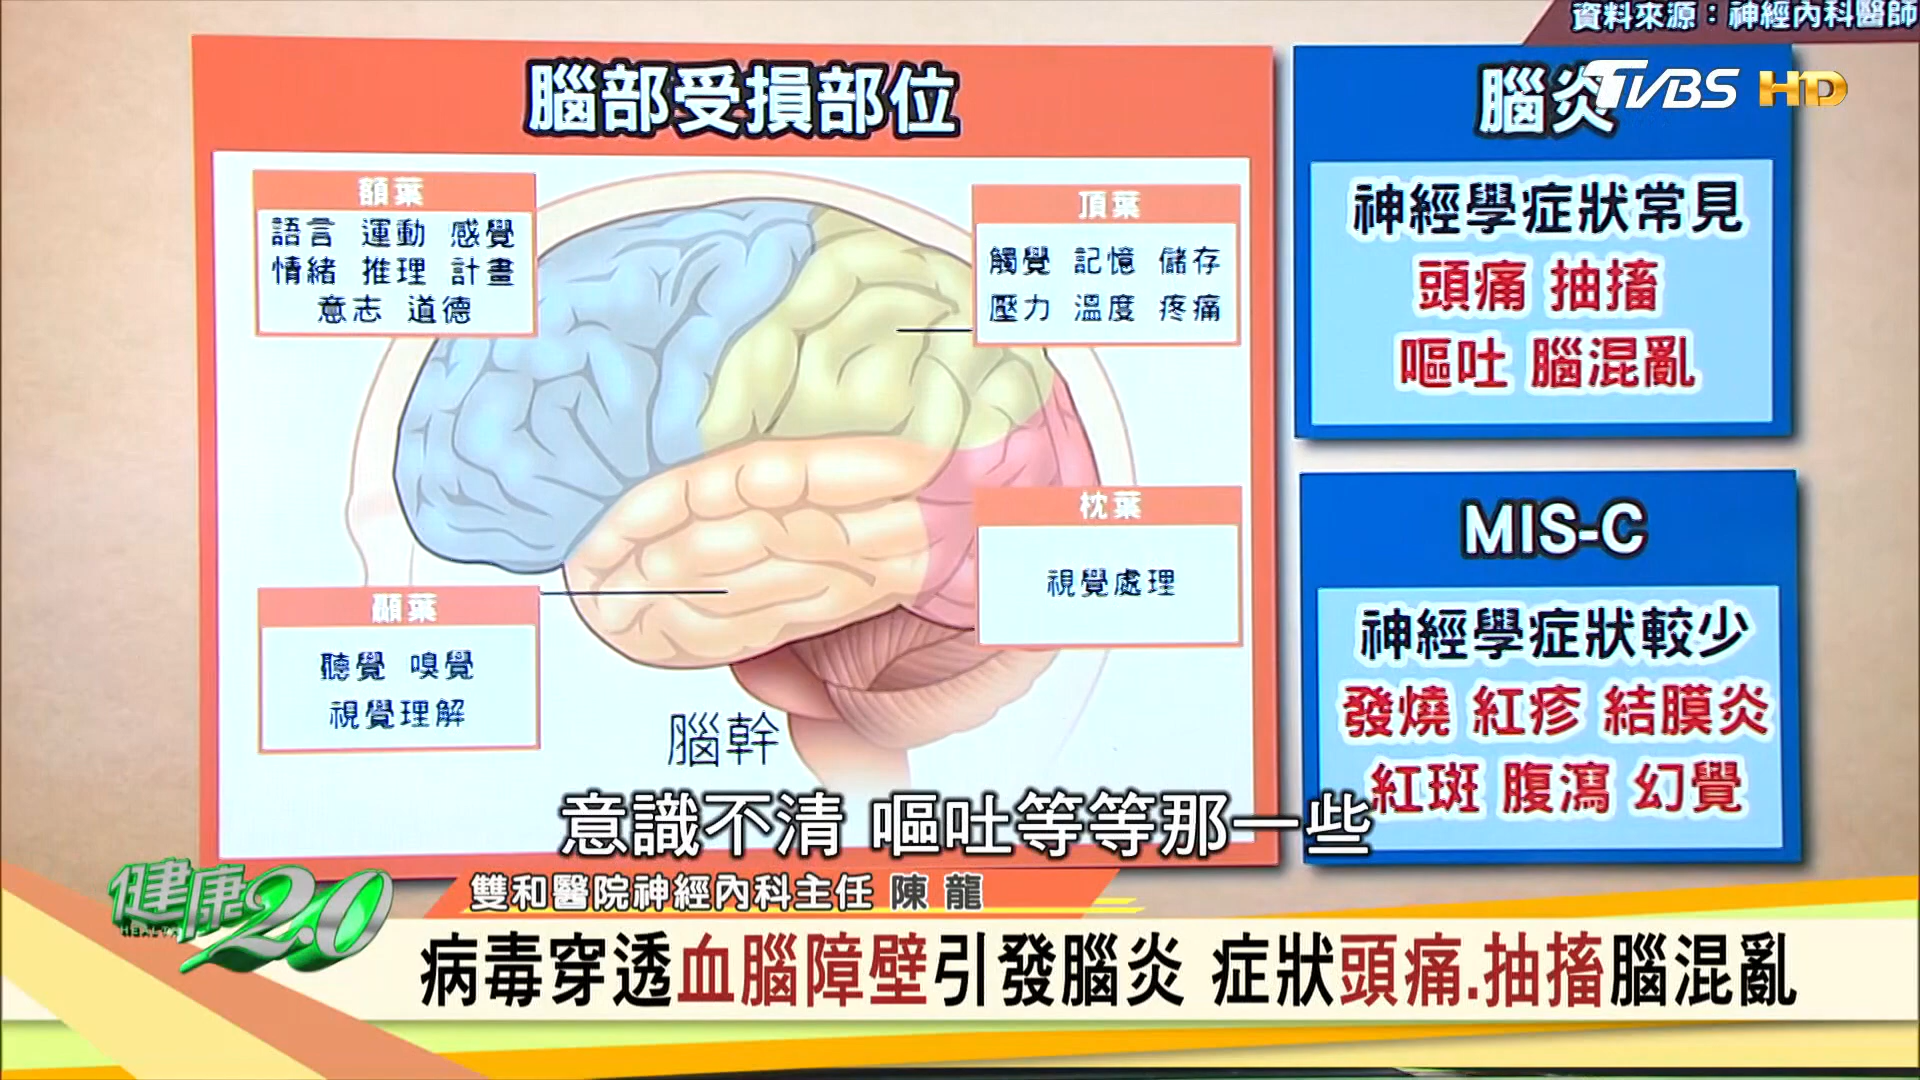 資料來源：神經內科醫師
腦部受損部位
額葉
語言 運動 感覺
情緒 推理 計畫
意志 道德
頂葉
觸覺 記憶 儲存
壓力 溫度 疼痛
枕葉
視覺處理
顳葉
聽覺 嗅覺
視覺理解
腦幹
腦炎
TVBS HD
神經學症狀常見
頭痛 抽搐
嘔吐 腦混亂
MIS-C
神經學症狀較少
發燒 紅疹 結膜炎
紅斑 腹瀉 幻覺
意識不清 嘔吐等等那一些
健康2.0
HEALTH
雙和醫院神經內科主任 陳 龍
病毒穿透血腦障壁引發腦炎 症狀頭痛.抽搐腦混亂